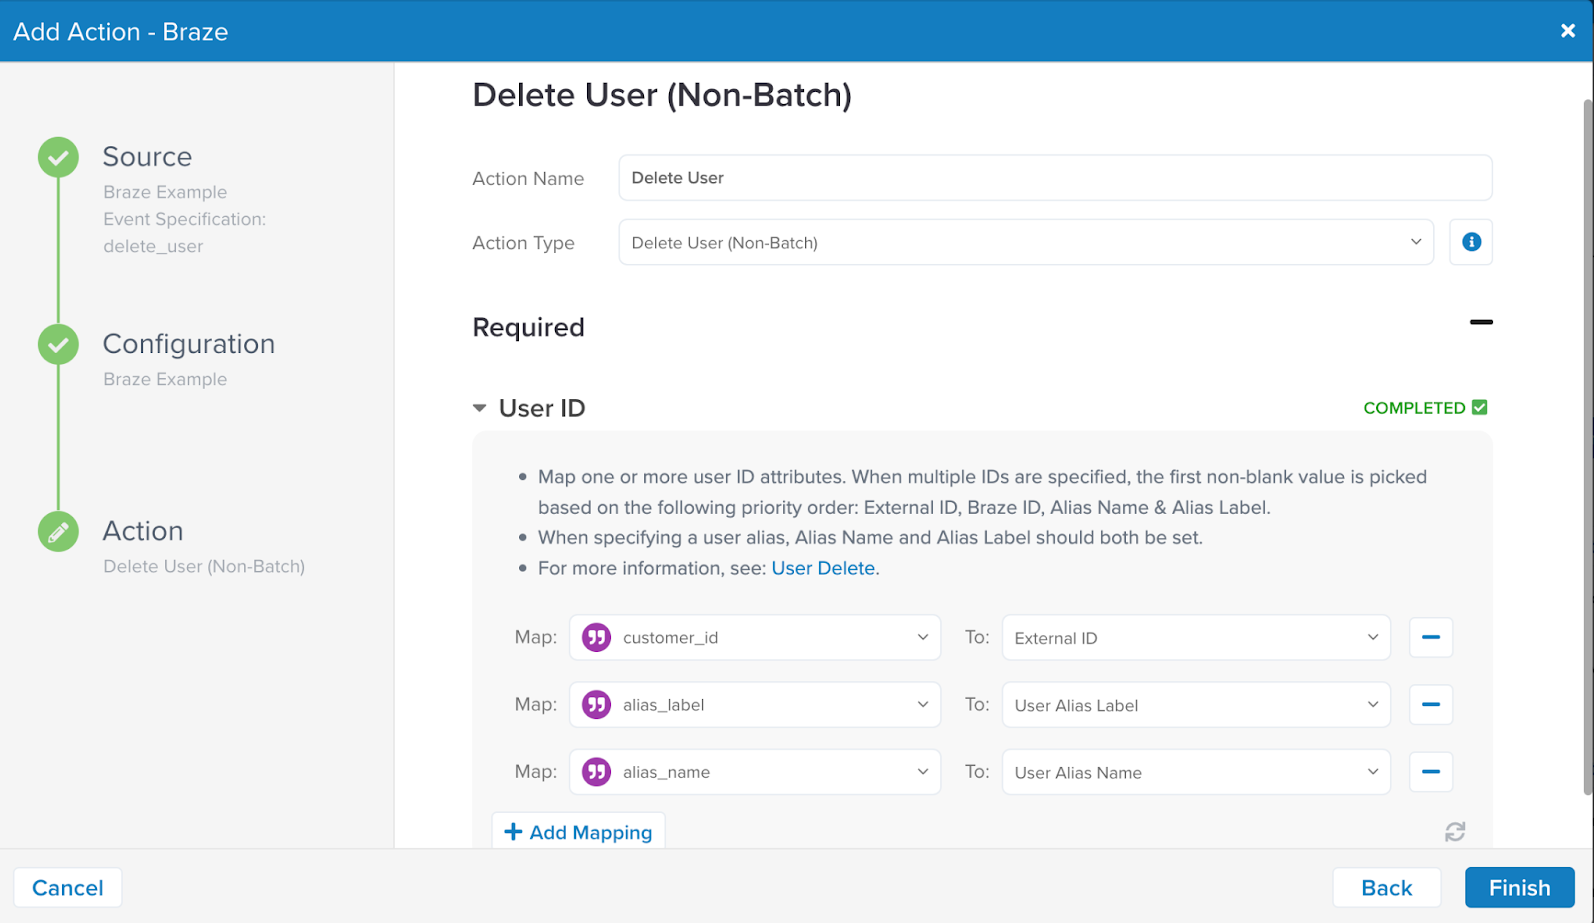 Add Action - Braze
Source
Braze Example
Event Specification:
delete_user
Configuration
Braze Example
Action
Delete User (Non-Batch)
Delete User (Non-Batch)
Action Name
Delete User
Action Type
Delete User (Non-Batch)
Required
User ID
COMPLETED
Map one or more user ID attributes. When multiple IDs are specified, the first non-blank value is picked
based on the following priority order: External ID, Braze ID, Alias Name & Alias Label.
When specifying a user alias, Alias Name and Alias Label should both be set.
For more information, see: User Delete.
Map: customer_id To: External ID
Map: alias_label To: User Alias Label
Map: alias_name To: User Alias Name
+ Add Mapping
Cancel
Back
Finish